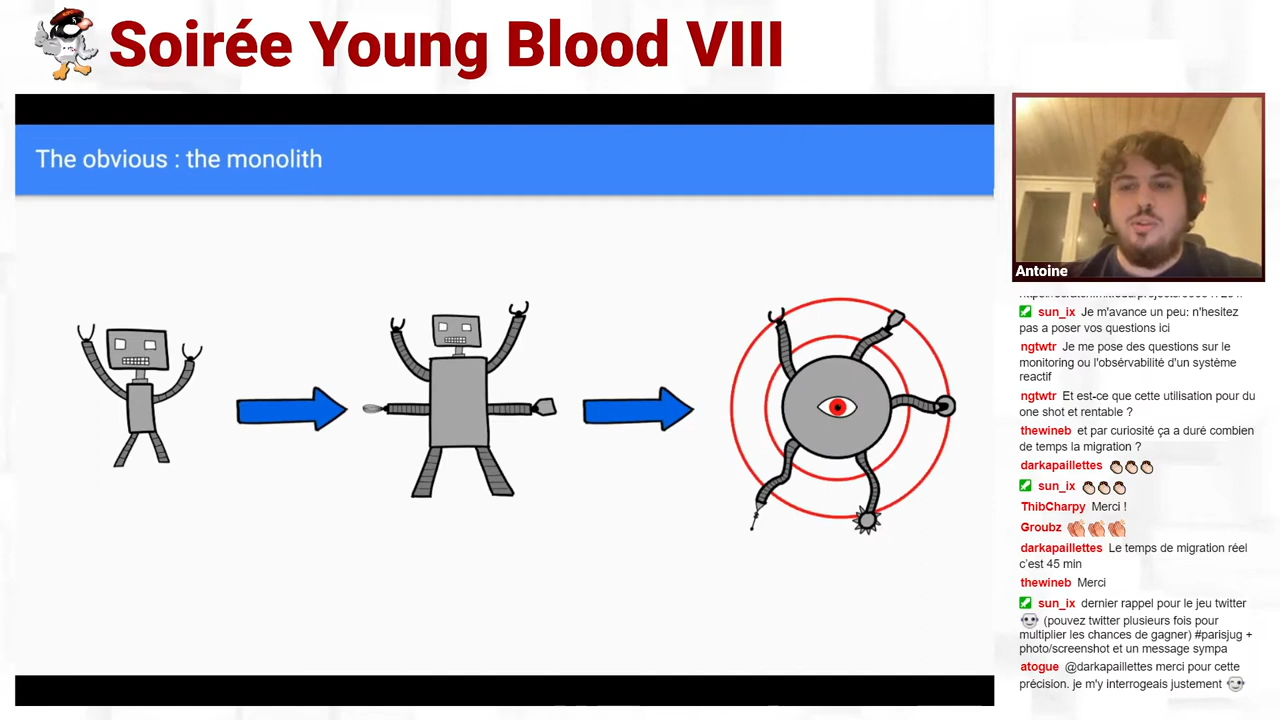 Soirée Young Blood VIII
The obvious : the monolith
Antoine
sun_ix Je m'avance un peu: n'hesitez
pas a poser vos questions ici
ngtwtr Je me pose des questions sur le
monitoring ou l'obsérvabilité d'un système
reactif
ngtwtr Et est-ce que cette utilisation pour du
one shot et rentable ?
thewineb et par curiosité ça a duré combien
de temps la migration ?
darkapaillettes
sun_ix
ThibCharpy Merci !
Groubz
darkapaillettes Le temps de migration réel
c'est 45 min
thewineb Merci
sun_ix dernier rappel pour le jeu twitter
(pouvez twitter plusieurs fois pour
multiplier les chances de gagner) #parisjug +
photo/screenshot et un message sympa
atogue @darkapaillettes merci pour cette
précision. je m'y interrogeais justement